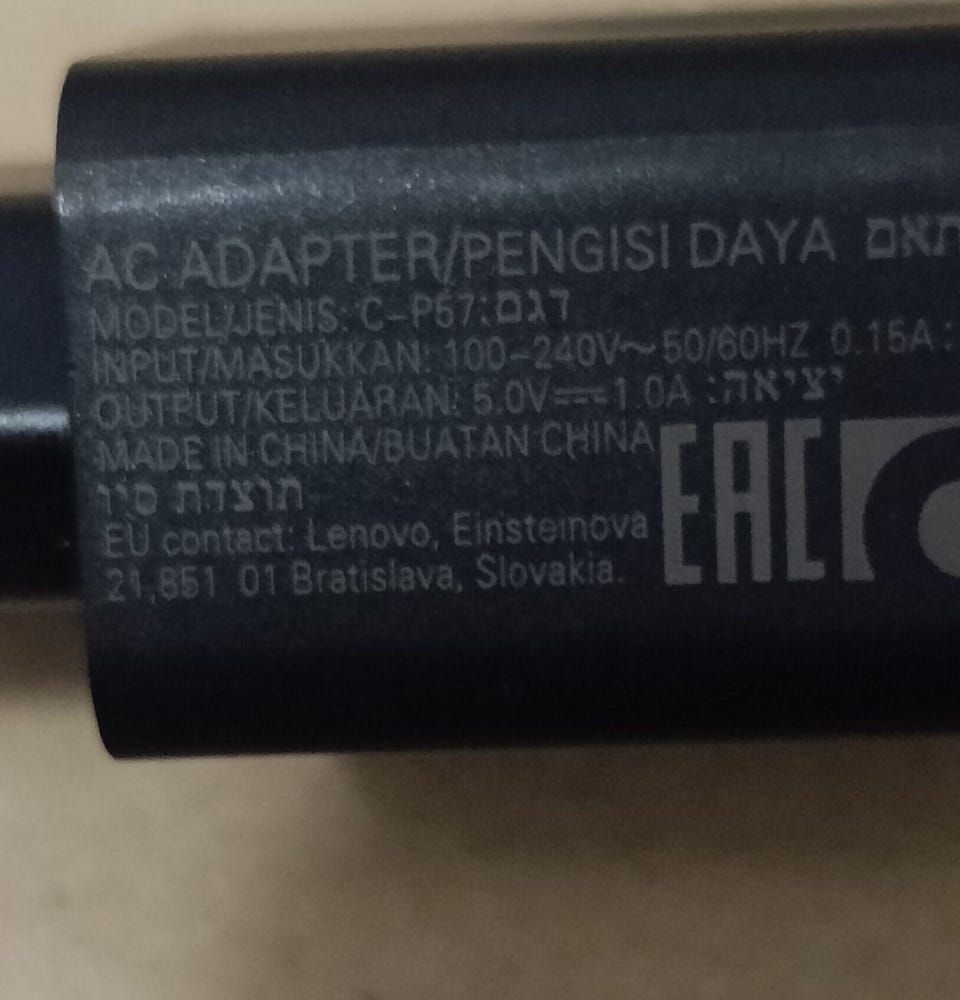 AC ADAPTER/PENGISI DAYA
MODEL/JENIS: C-P57:דגם
INPUT/MASUKKAN: 100-240V~50/60HZ 0.15A:
OUTPUT/KELUARAN: 5.0V⎓1.0A :יציאה
MADE IN CHINA/BUATAN CHINA
תוצרת סין
EU contact: Lenovo, Einsteinova
21,851 01 Bratislava, Slovakia.
EAC